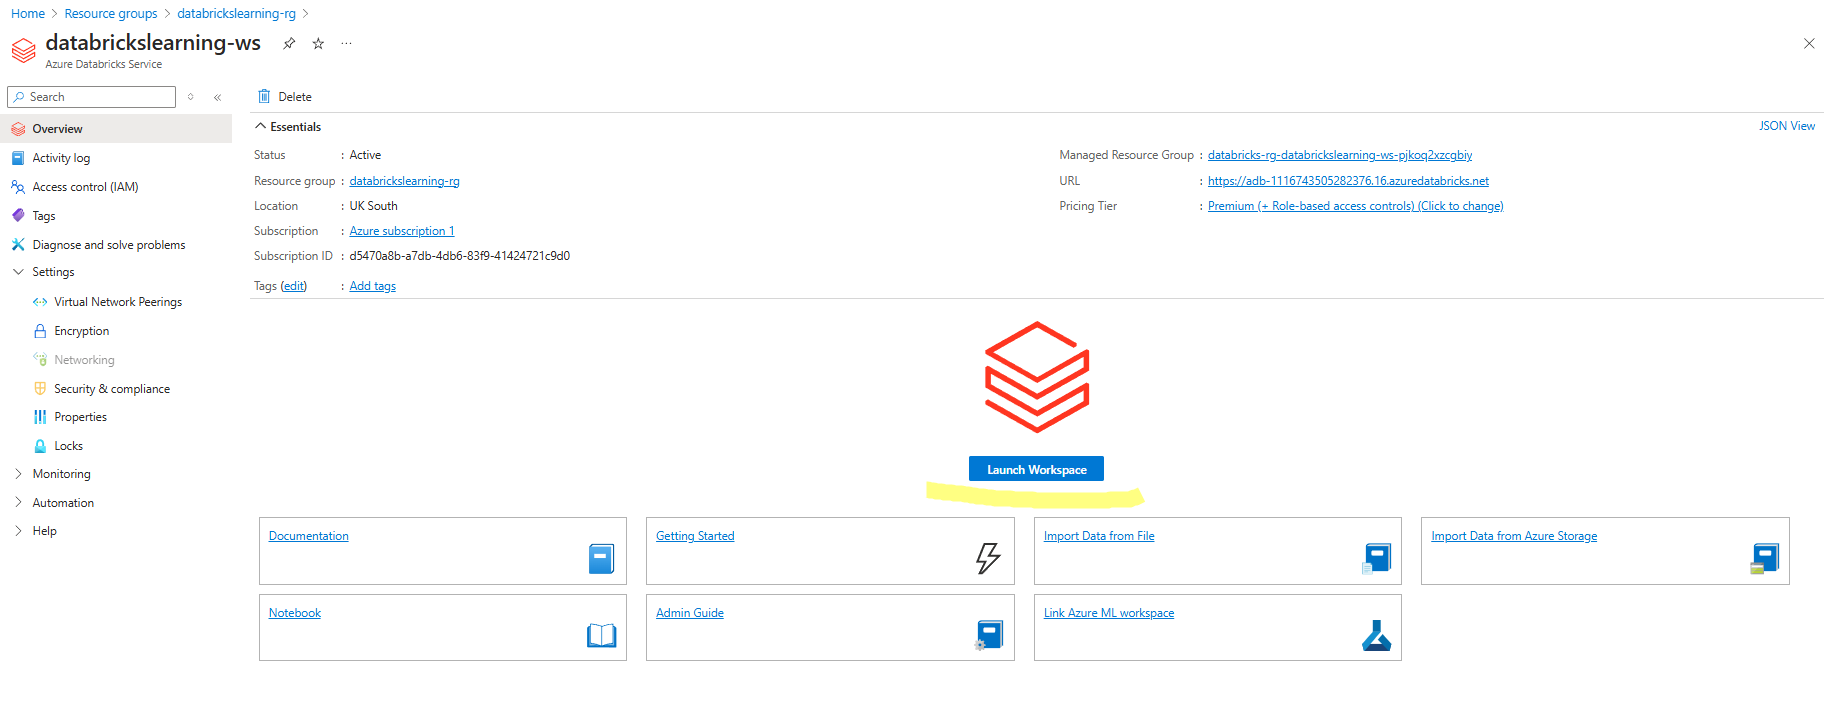 Home > Resource groups > databrickslearning-rg >
databrickslearning-ws
Azure Databricks Service
Search
Delete
Overview
Activity log
Access control (IAM)
Tags
Diagnose and solve problems
Settings
Virtual Network Peerings
Encryption
Networking
Security & compliance
Properties
Locks
Monitoring
Automation
Help
Essentials
JSON View
Status : Active
Resource group : databrickslearning-rg
Location : UK South
Subscription : Azure subscription 1
Subscription ID : d5470a8b-a7db-4db6-83f9-41424721c9d0
Tags (edit) : Add tags
Managed Resource Group : databricks-rg-databrickslearning-ws-pjkoq2xzcgbiy
URL : https://adb-1116743505282376.16.azuredatabricks.net
Pricing Tier : Premium (+ Role-based access controls) (Click to change)
Launch Workspace
Documentation
Getting Started
Import Data from File
Import Data from Azure Storage
Notebook
Admin Guide
Link Azure ML workspace